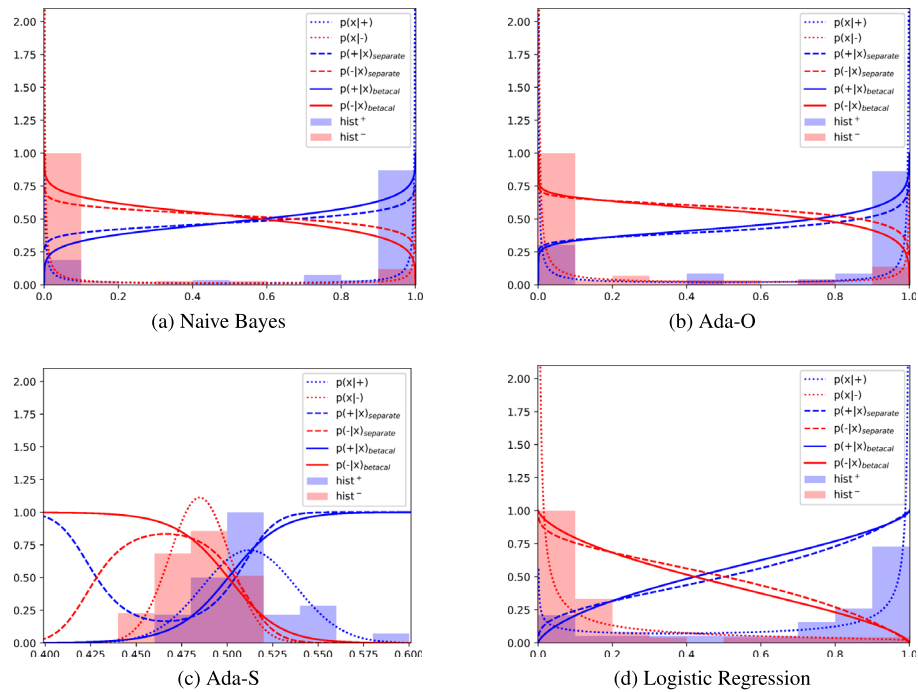 2.00
1.75
1.50
1.25
1.00
0.75
0.50
0.25
0.00
0.0 0.2 0.4 0.6 0.8 1.0
p(x|+)
p(x|-)
p(+|x)separate
p(-|x)separate
p(+|x)betacal
p(-|x)betacal
hist+
hist-
(a) Naive Bayes
2.00
1.75
1.50
1.25
1.00
0.75
0.50
0.25
0.00
0.0 0.2 0.4 0.6 0.8 1.0
p(x|+)
p(x|-)
p(+|x)separate
p(-|x)separate
p(+|x)betacal
p(-|x)betacal
hist+
hist-
(b) Ada-O
2.00
1.75
1.50
1.25
1.00
0.75
0.50
0.25
0.00
0.400 0.425 0.450 0.475 0.500 0.525 0.550 0.575 0.600
p(x|+)
p(x|-)
p(+|x)separate
p(-|x)separate
p(+|x)betacal
p(-|x)betacal
hist+
hist-
(c) Ada-S
2.00
1.75
1.50
1.25
1.00
0.75
0.50
0.25
0.00
0.0 0.2 0.4 0.6 0.8 1.0
p(x|+)
p(x|-)
p(+|x)separate
p(-|x)separate
p(+|x)betacal
p(-|x)betacal
hist+
hist-
(d) Logistic Regression